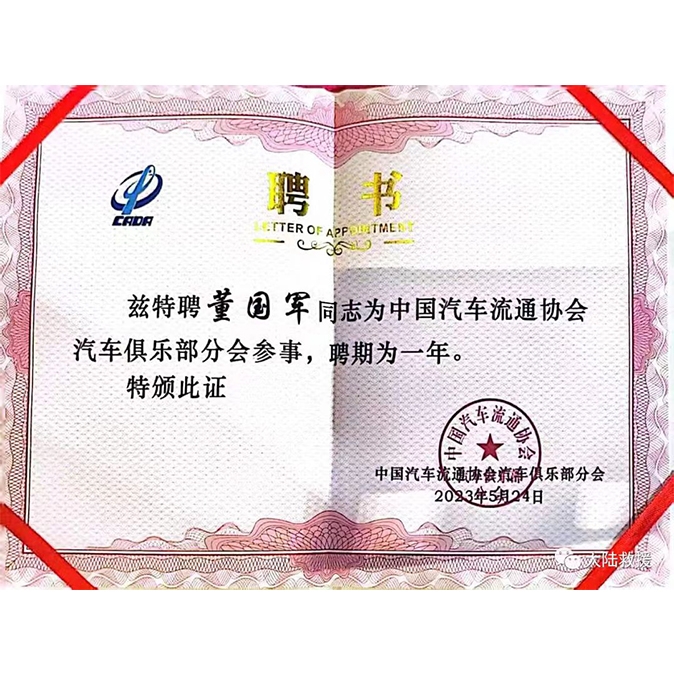 CADA
聘书
LETTER OF APPOINTMENT
兹特聘董国军同志为中国汽车流通协会
汽车俱乐部分会参事，聘期为一年。
特颁此证
中国汽车流通协会
中国汽车流通协会汽车俱乐部分会
2023年5月24日
大陆救援